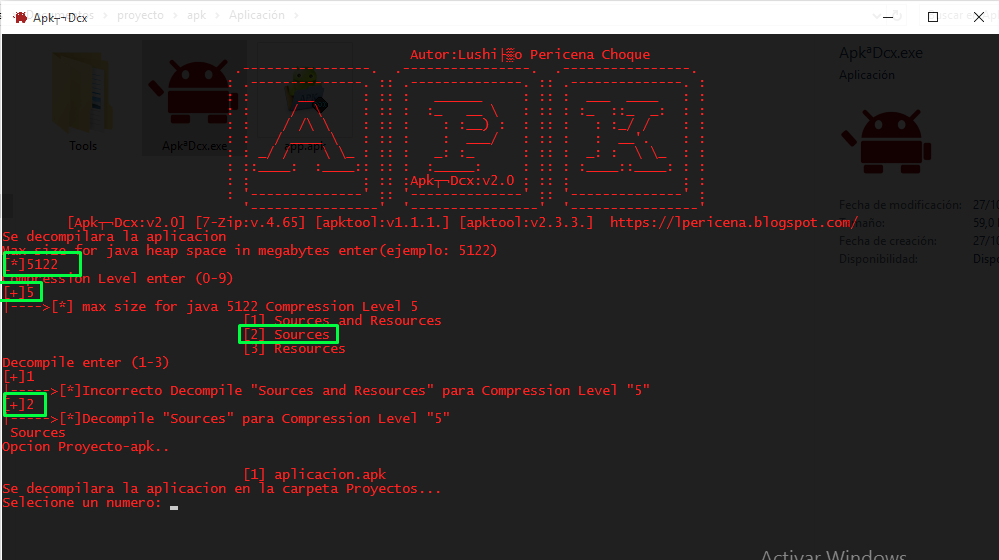 Documentos > proyecto > apk > Aplicación >
Apk┬¬Dcx
Autor:Lushi├▒o Pericena Choque
ApkªDcx.exe
Aplicación
Tools
ApkªDcx.exe
app.apk
Apk┬¬Dcx:v2.0
Fecha de modificación: 27/1
Tamaño: 59,0
Fecha de creación: 27/1
Disponibilidad: Dispo
[Apk┬¬Dcx:v2.0] [7-Zip:v.4.65] [apktool:v1.1.1.] [apktool:v2.3.3.] https://lpericena.blogspot.com/
Se decompilara la aplicacion
Max size for java heap space in megabytes enter(ejemplo: 5122)
[*]5122
Compression Level enter (0-9)
[+]5
|---->[*] max size for java 5122 Compression Level 5
[1] Sources and Resources
[2] Sources
[3] Resources
Decompile enter (1-3)
[+]1
|----->[*]Incorrecto Decompile "Sources and Resources" para Compression Level "5"
[+]2
|----->[*]Decompile "Sources" para Compression Level "5"
Sources
Opcion Proyecto-apk..
[1] aplicacion.apk
Se decompilara la aplicacion en la carpeta Proyectos...
Selecione un numero:
Activar Windows